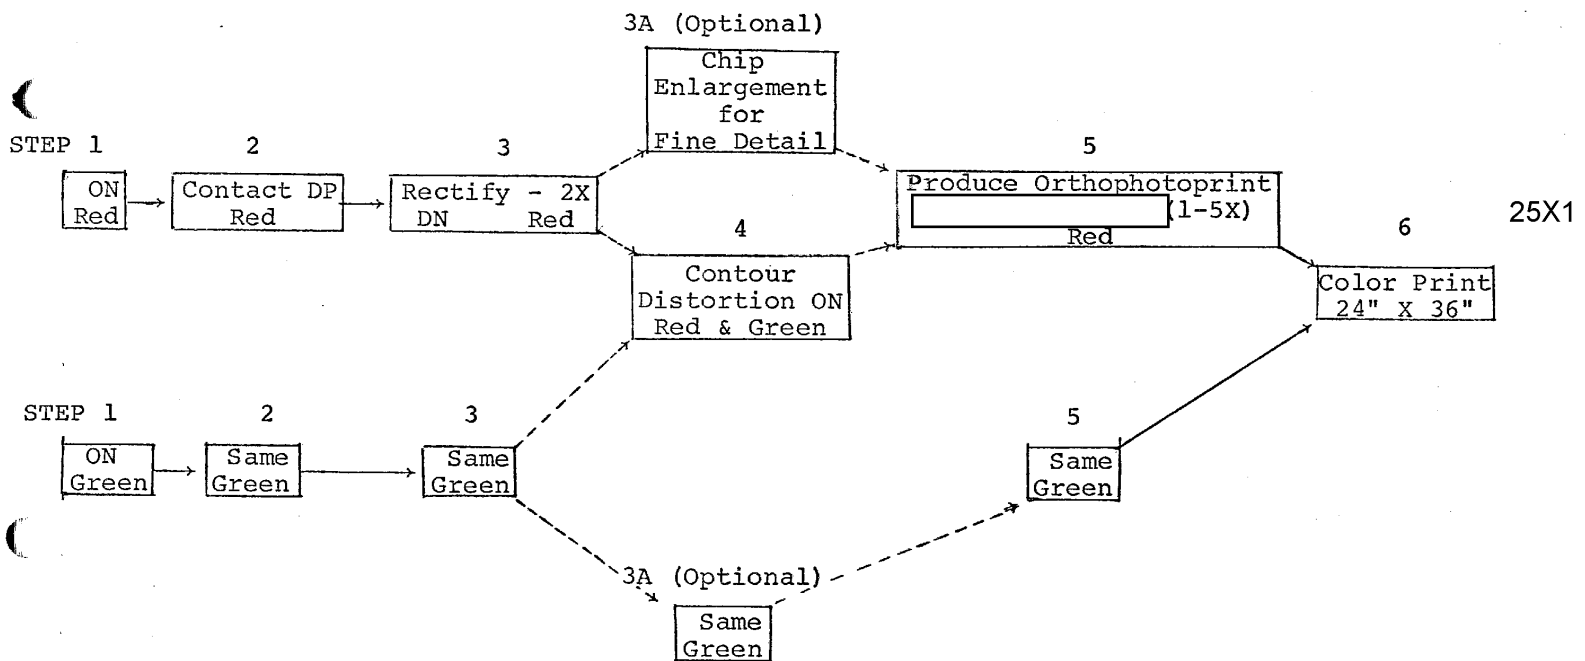 3A (Optional)
Chip
Enlargement
for
Fine Detail
STEP 1
2
3
5
ON
Red
Contact DP
Red
Rectify - 2X
DN Red
Produce Orthophotoprint
(1-5X)
Red
25X1
4
Contour
Distortion ON
Red & Green
6
Color Print
24" X 36"
STEP 1
2
3
5
ON
Green
Same
Green
Same
Green
Same
Green
3A (Optional)
Same
Green